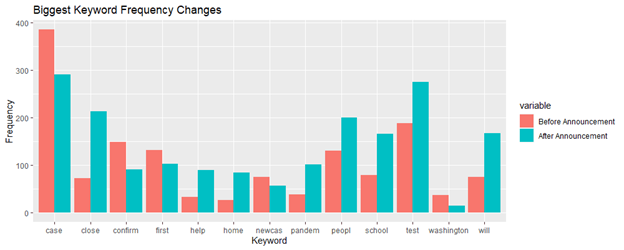 Biggest Keyword Frequency Changes
400
300
200
100
0
Frequency
case close confirm first help home newcas pandem peopl school test washington will
Keyword
variable
Before Announcement
After Announcement